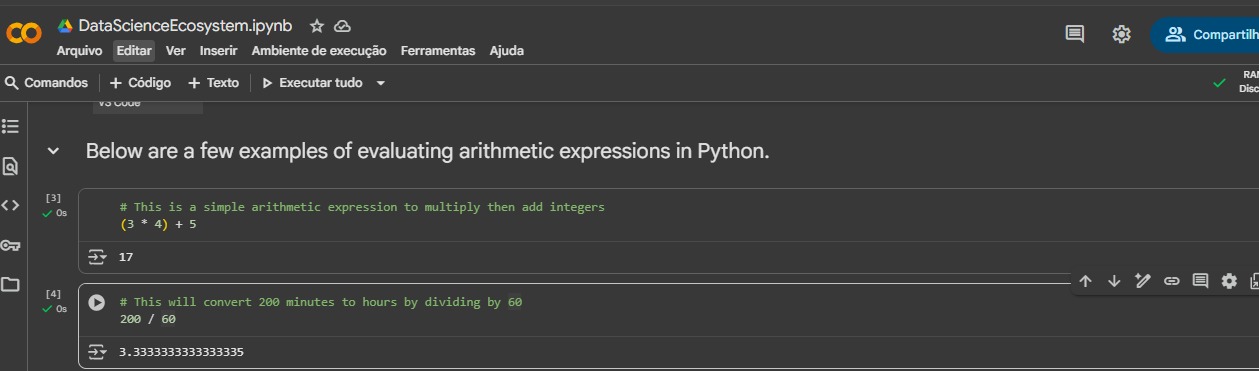 DataScienceEcosystem.ipynb
Arquivo Editar Ver Inserir Ambiente de execução Ferramentas Ajuda
Compartilh
Comandos + Código + Texto Executar tudo
RAM
Disc
VS Code
Below are a few examples of evaluating arithmetic expressions in Python.
[3]
0s
# This is a simple arithmetic expression to multiply then add integers
(3 * 4) + 5
17
[4]
0s
# This will convert 200 minutes to hours by dividing by 60
200 / 60
3.3333333333333335